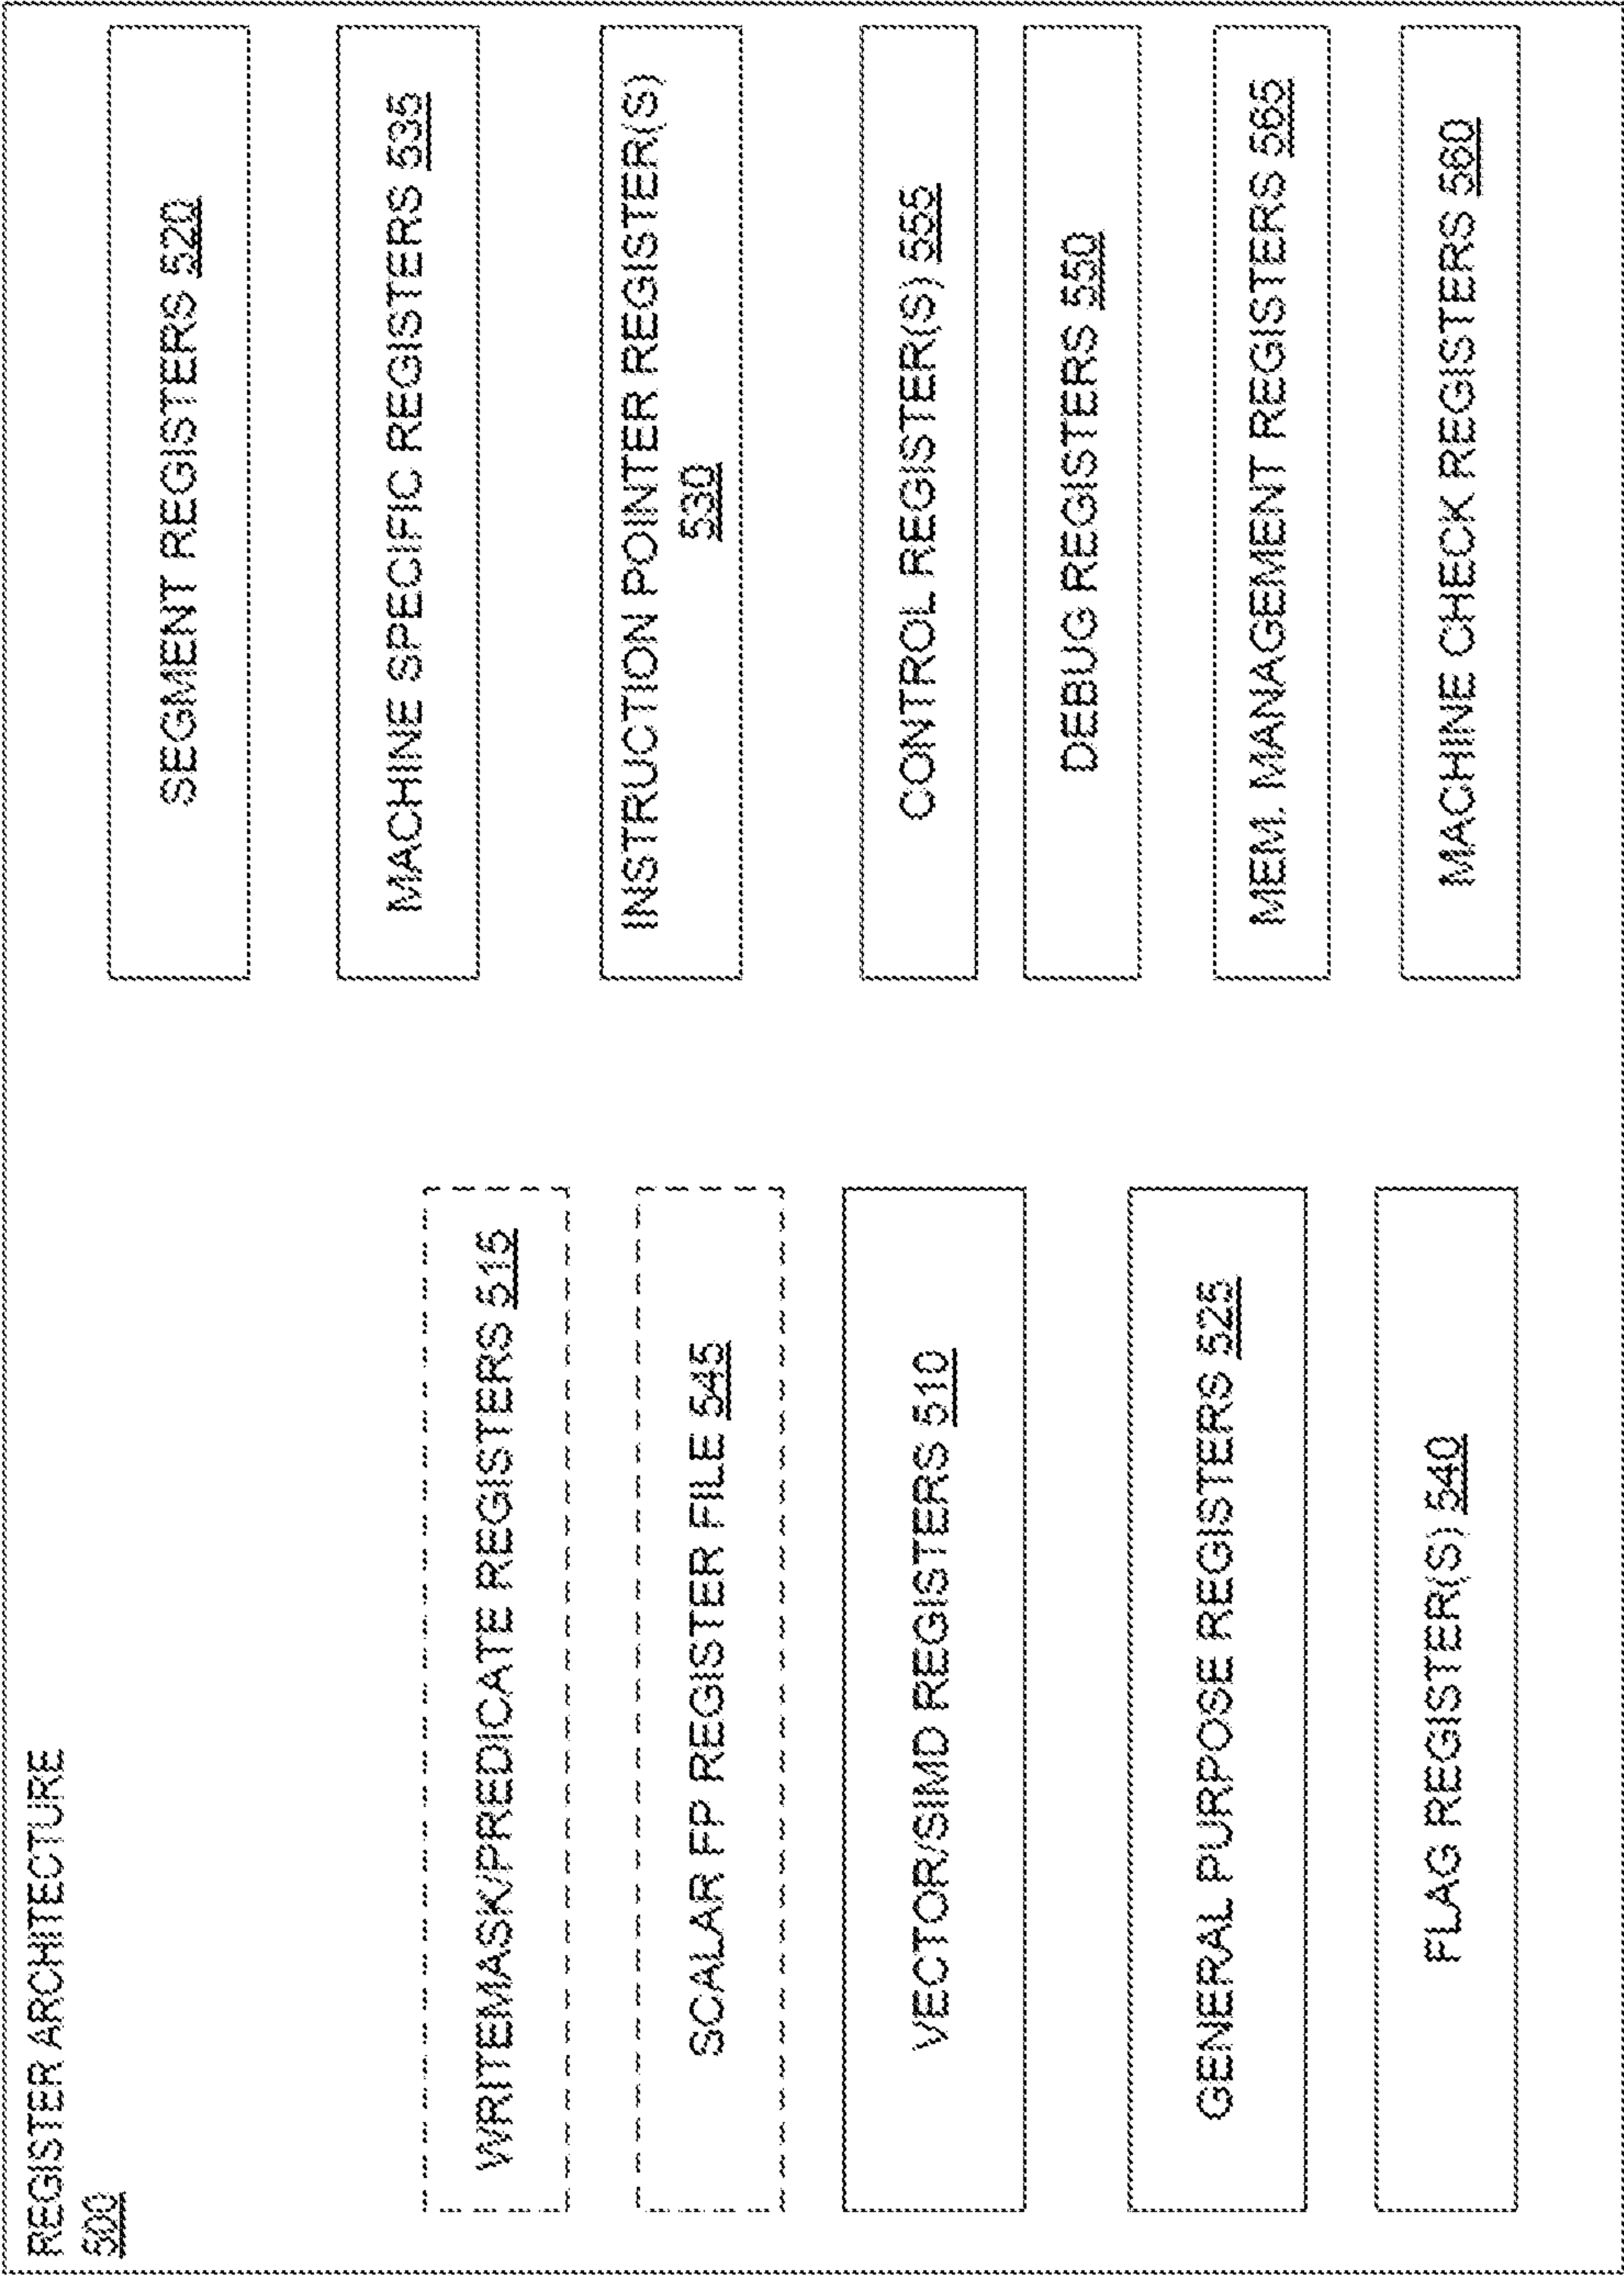 REGISTER ARCHITECTURE
500
WRITEMASK/PREDICATE REGISTERS 515
SCALAR FP REGISTER FILE 545
VECTOR/SIMD REGISTERS 510
GENERAL PURPOSE REGISTERS 525
FLAG REGISTER(S) 540
SEGMENT REGISTERS 520
MACHINE SPECIFIC REGISTERS 535
INSTRUCTION POINTER REGISTER(S)
530
CONTROL REGISTER(S) 555
DEBUG REGISTERS 550
MEM. MANAGEMENT REGISTERS 565
MACHINE CHECK REGISTERS 560